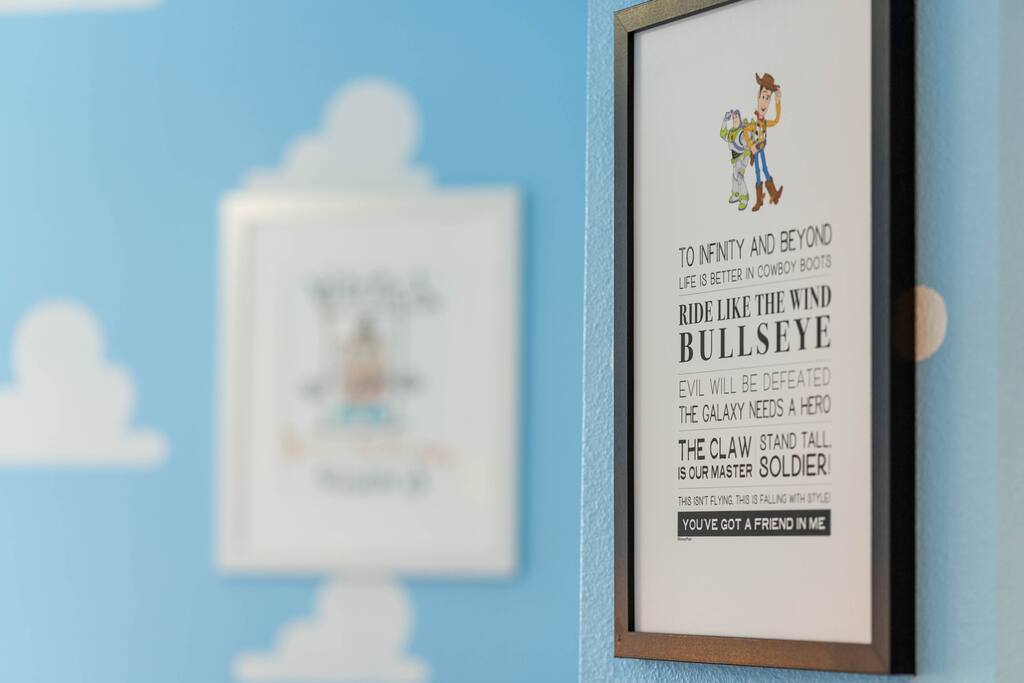 TO INFINITY AND BEYOND
LIFE IS BETTER IN COWBOY BOOTS
RIDE LIKE THE WIND
BULLSEYE
EVIL WILL BE DEFEATED
THE GALAXY NEEDS A HERO
THE CLAW
IS OUR MASTER
STAND TALL,
SOLDIER!
THIS ISN'T FLYING, THIS IS FALLING WITH STYLE!
YOU'VE GOT A FRIEND IN ME